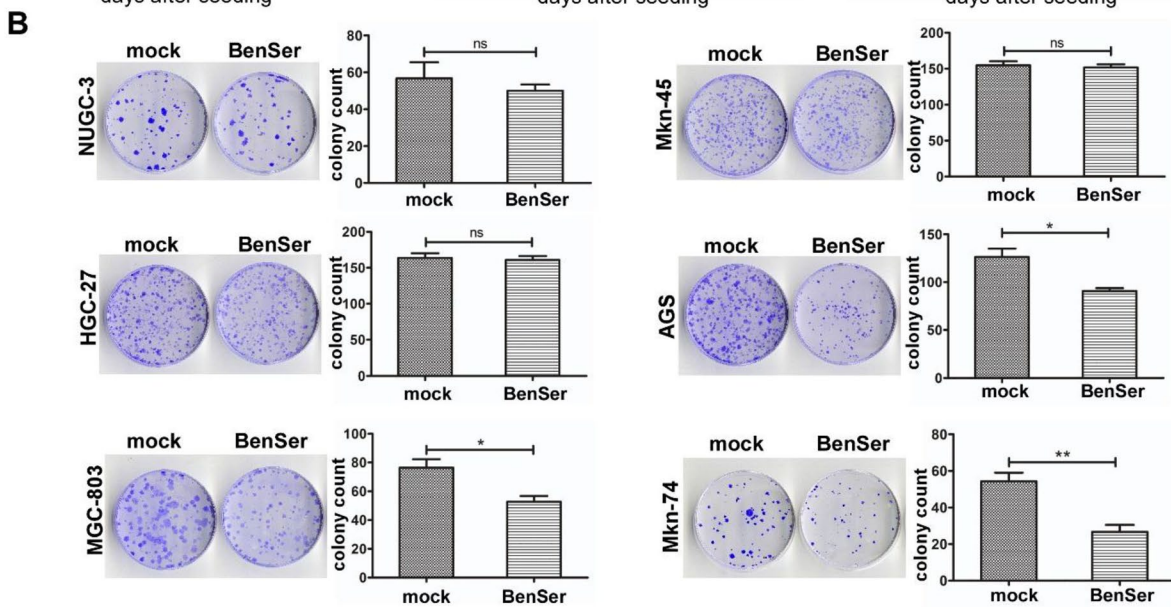 days after seeding
days after seeding
days after seeding
B
mock BenSer
NUGC-3
colony count
80
60
40
20
0
ns
mock BenSer
mock BenSer
Mkn-45
colony count
200
150
100
50
0
ns
mock BenSer
mock BenSer
HGC-27
colony count
200
150
100
50
0
ns
mock BenSer
mock BenSer
AGS
colony count
150
100
50
0
*
mock BenSer
mock BenSer
MGC-803
colony count
100
80
60
40
20
0
*
mock BenSer
mock BenSer
Mkn-74
colony count
80
60
40
20
0
**
mock BenSer